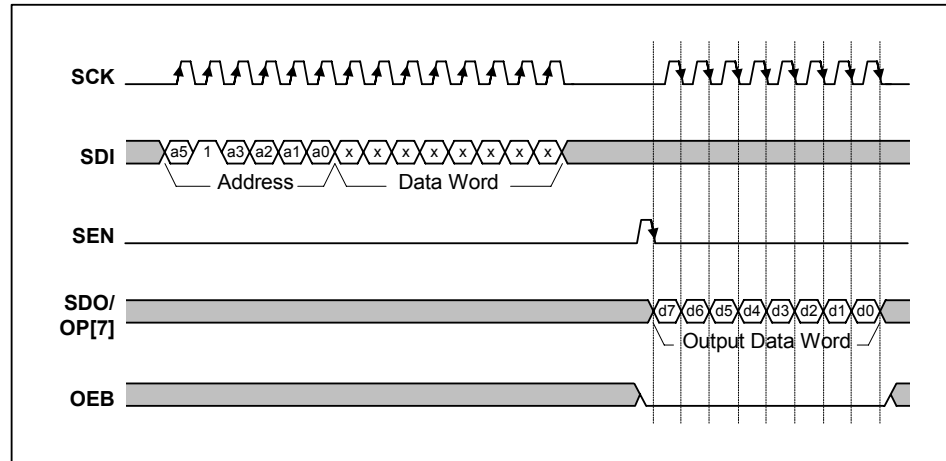 SCK
SDI
a5 1 a3 a2 a1 a0 x x x x x x x x
Address Data Word
SEN
SDO/
OP[7]
d7 d6 d5 d4 d3 d2 d1 d0
Output Data Word
OEB